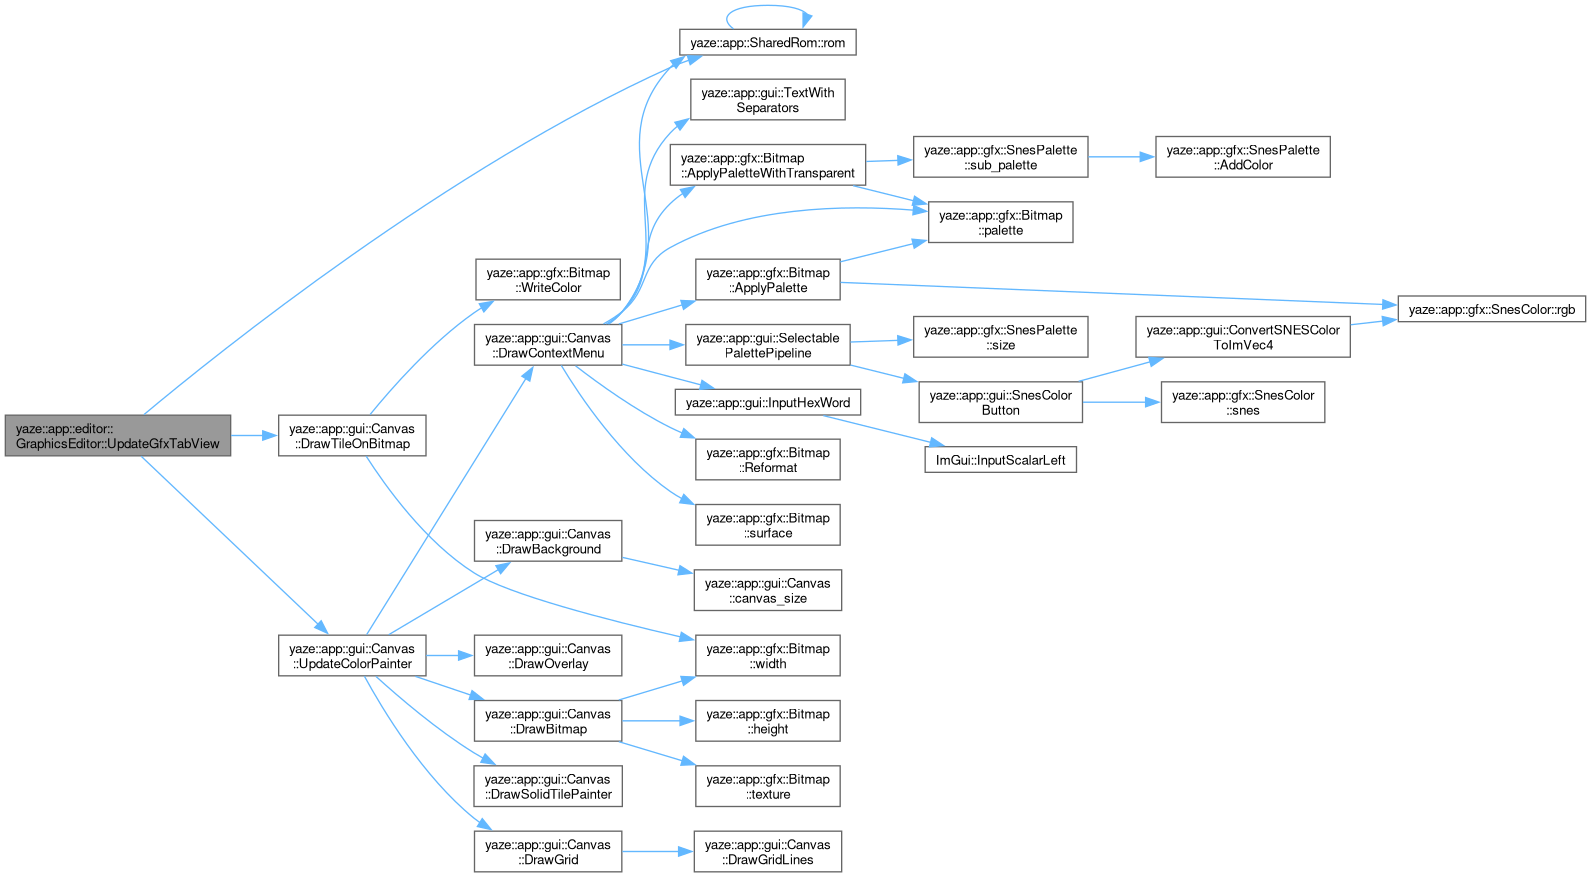 yaze::app::SharedRom::rom
yaze::app::gui::TextWith
Separators
yaze::app::gfx::Bitmap
::ApplyPaletteWithTransparent
yaze::app::gfx::SnesPalette
::sub_palette
yaze::app::gfx::SnesPalette
::AddColor
yaze::app::gfx::Bitmap
::palette
yaze::app::gfx::Bitmap
::WriteColor
yaze::app::gfx::Bitmap
::ApplyPalette
yaze::app::gfx::SnesColor::rgb
yaze::app::gui::Canvas
::DrawContextMenu
yaze::app::gui::Selectable
PalettePipeline
yaze::app::gfx::SnesPalette
::size
yaze::app::gui::ConvertSNESColor
ToImVec4
yaze::app::gui::InputHexWord
yaze::app::gui::SnesColor
Button
yaze::app::gfx::SnesColor
::snes
yaze::app::editor::
GraphicsEditor::UpdateGfxTabView
yaze::app::gui::Canvas
::DrawTileOnBitmap
yaze::app::gfx::Bitmap
::Reformat
ImGui::InputScalarLeft
yaze::app::gfx::Bitmap
::surface
yaze::app::gui::Canvas
::DrawBackground
yaze::app::gui::Canvas
::canvas_size
yaze::app::gui::Canvas
::UpdateColorPainter
yaze::app::gui::Canvas
::DrawOverlay
yaze::app::gfx::Bitmap
::width
yaze::app::gui::Canvas
::DrawBitmap
yaze::app::gfx::Bitmap
::height
yaze::app::gui::Canvas
::DrawSolidTilePainter
yaze::app::gfx::Bitmap
::texture
yaze::app::gui::Canvas
::DrawGrid
yaze::app::gui::Canvas
::DrawGridLines